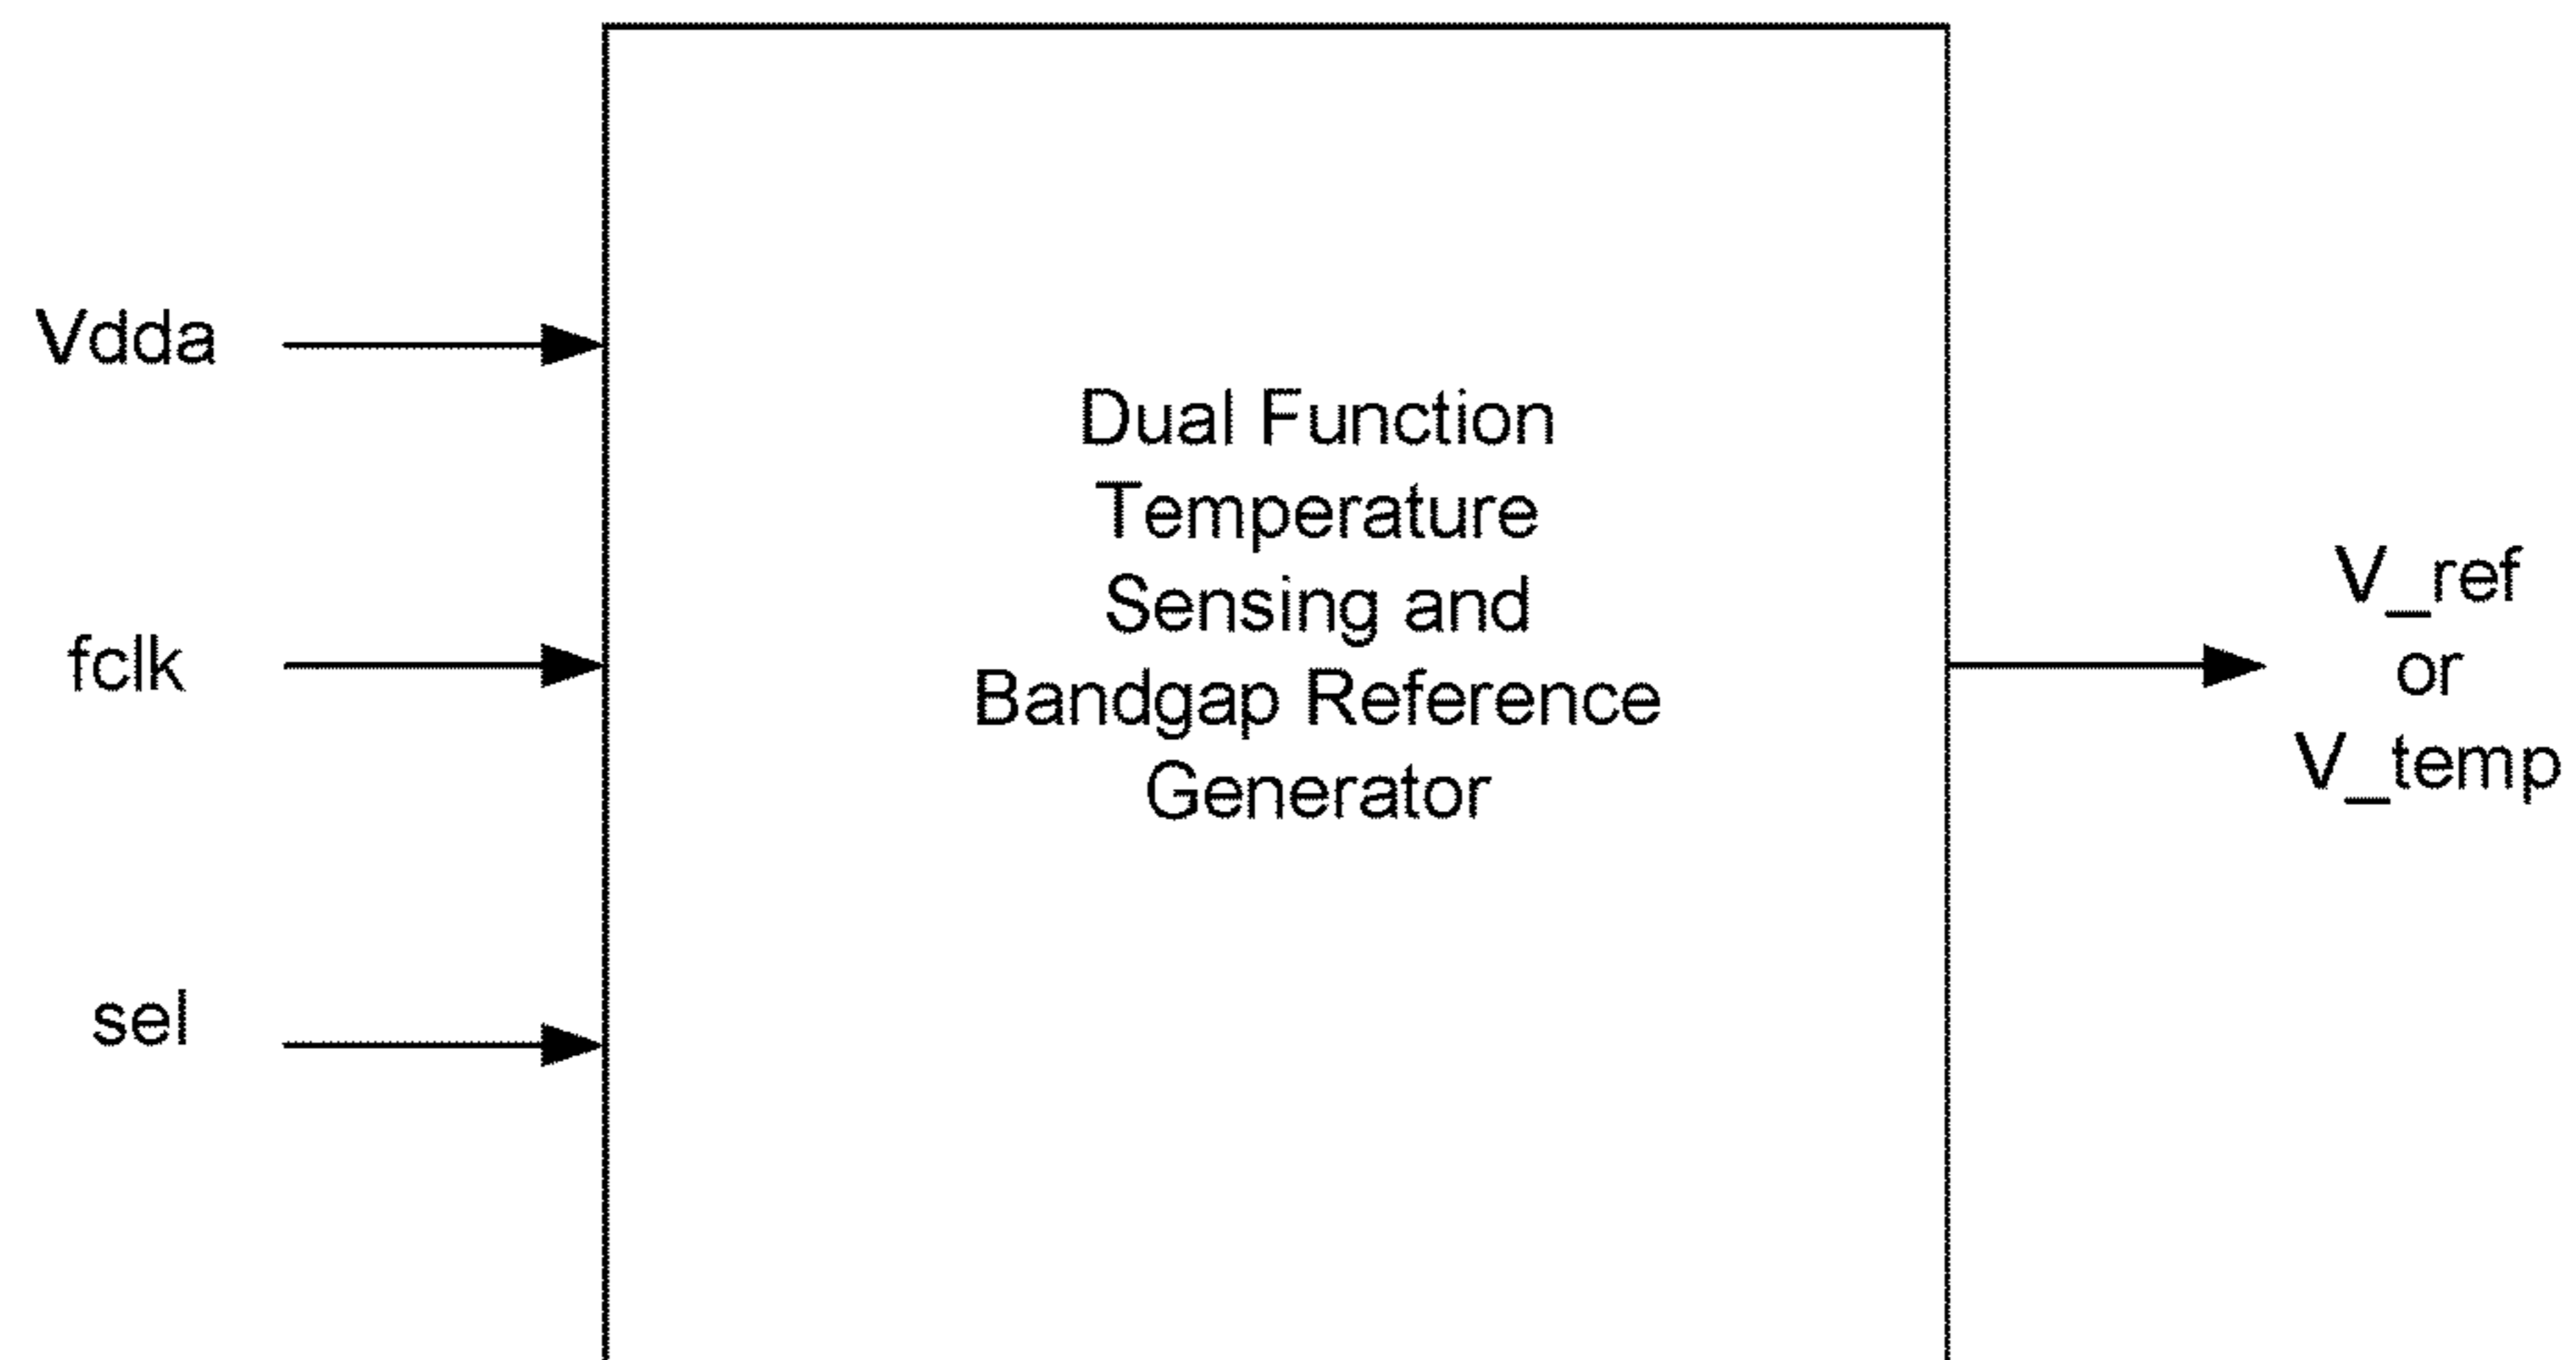 Vdda
fclk
sel
Dual Function
Temperature
Sensing and
Bandgap Reference
Generator
V_ref
or
V_temp